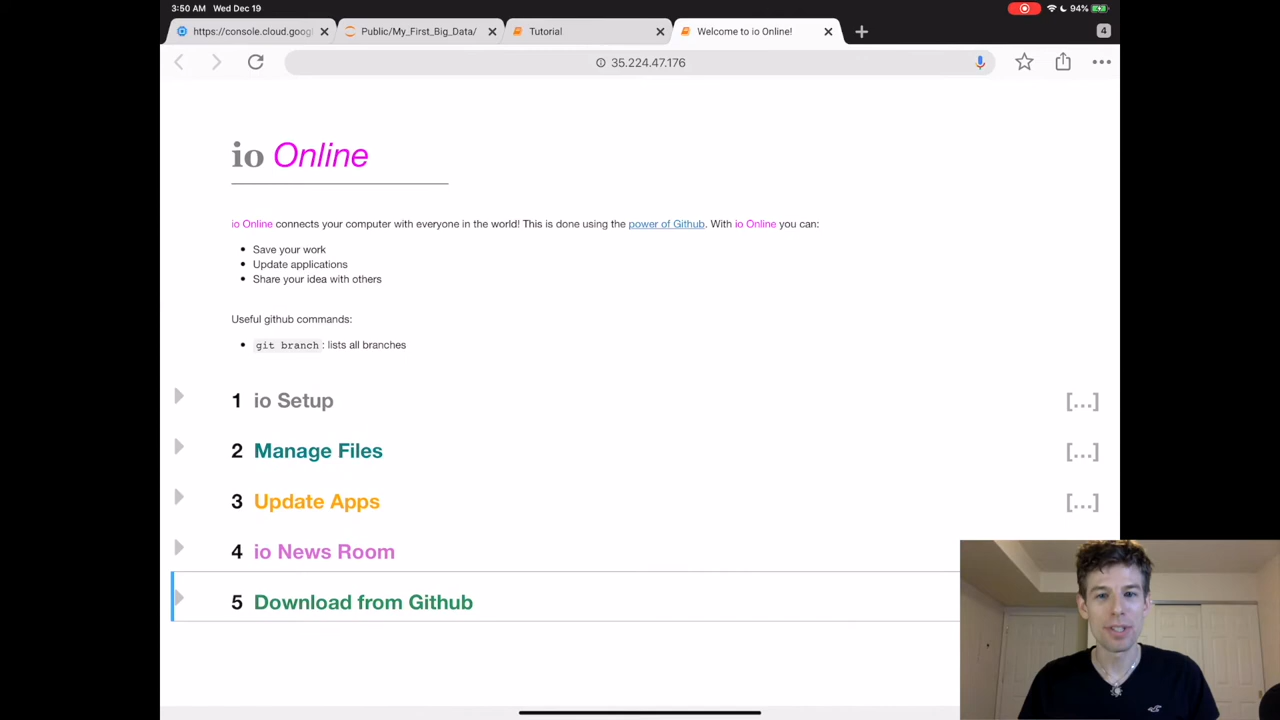 3:50 AM Wed Dec 19
94%
https://console.cloud.googl
Public/My_First_Big_Data/
Tutorial
Welcome to io Online!
4
35.224.47.176
io Online
io Online connects your computer with everyone in the world! This is done using the power of Github. With io Online you can:
Save your work
Update applications
Share your idea with others
Useful github commands:
git branch : lists all branches
1 io Setup
[...]
2 Manage Files
[...]
3 Update Apps
[...]
4 io News Room
5 Download from Github